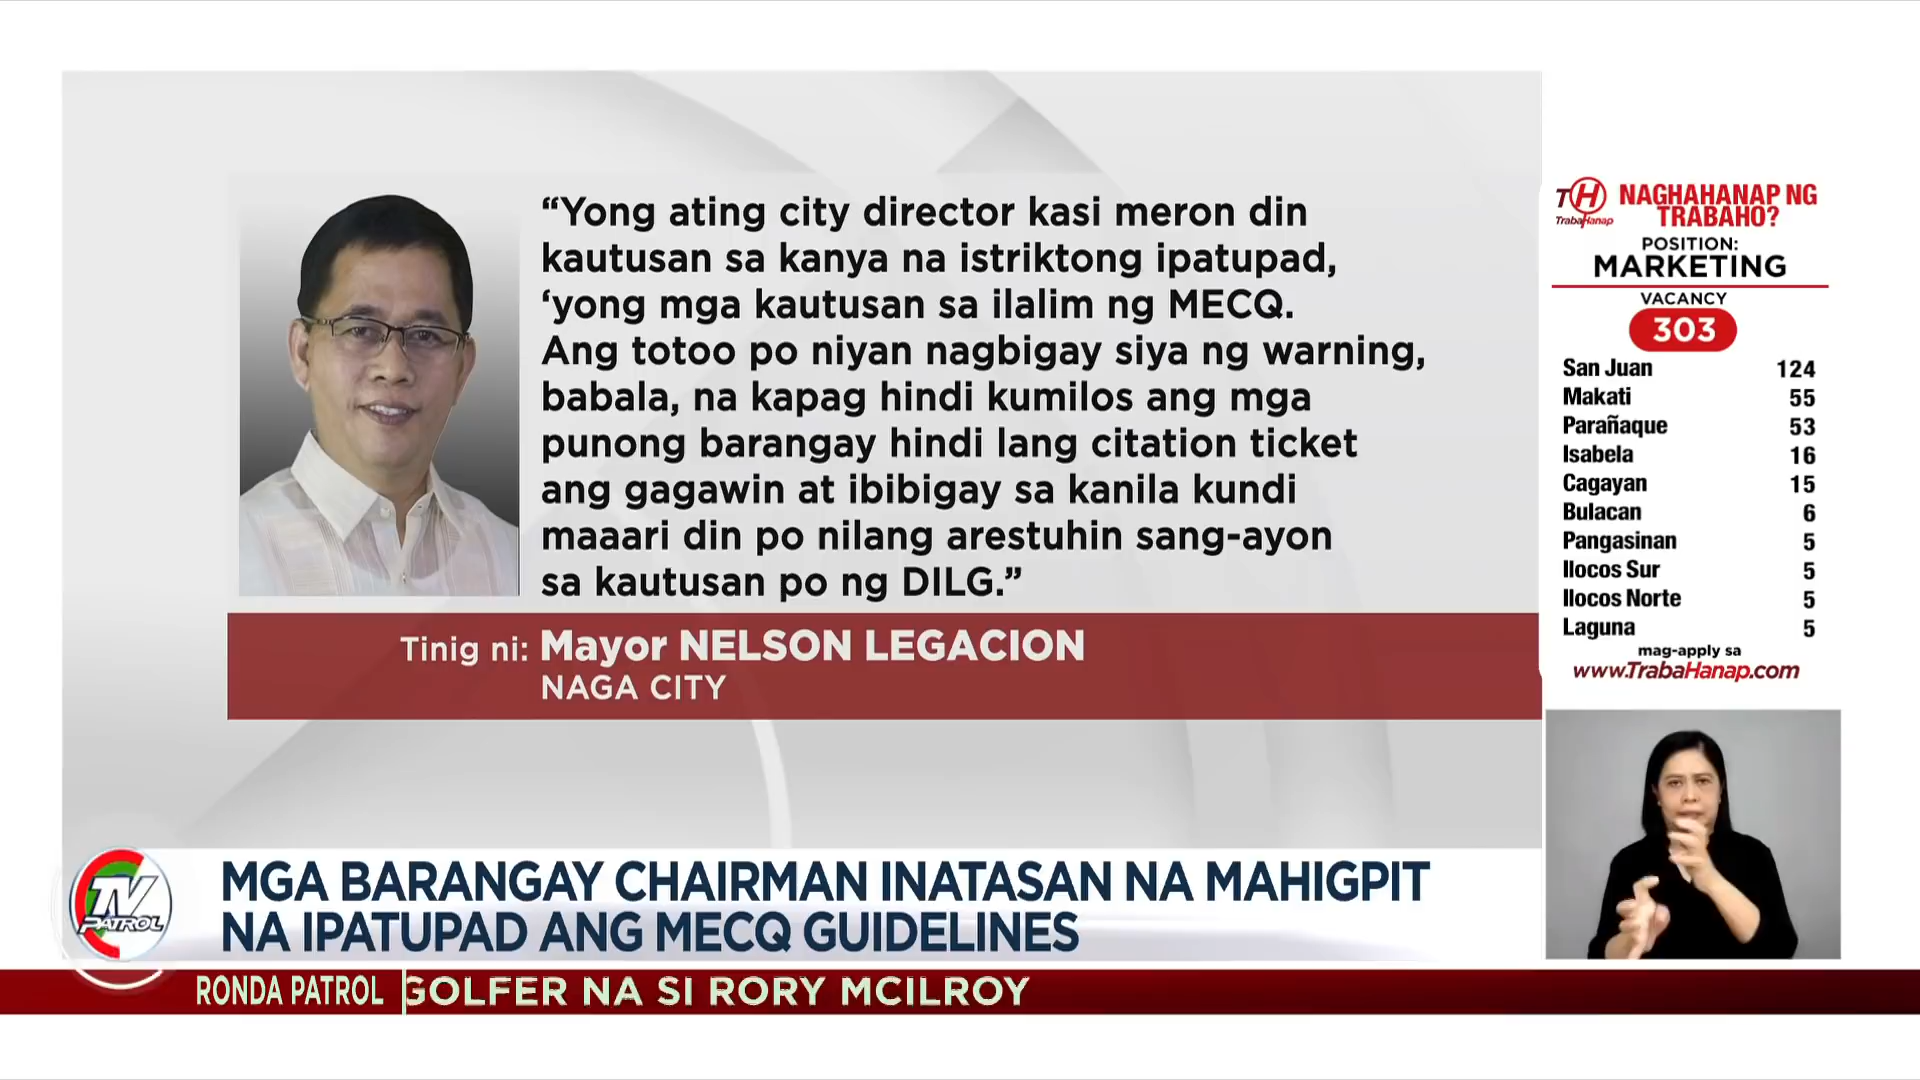 “Yong ating city director kasi meron din
kautusan sa kanya na istriktong ipatupad,
‘yong mga kautusan sa ilalim ng MECQ.
Ang totoo po niyan nagbigay siya ng warning,
babala, na kapag hindi kumilos ang mga
punong barangay hindi lang citation ticket
ang gagawin at ibibigay sa kanila kundi
maaari din po nilang arestuhin sang-ayon
sa kautusan po ng DILG.”
Tinig ni: Mayor NELSON LEGACION
NAGA CITY
TH
TrabaHanap
NAGHAHANAP NG
TRABAHO?
POSITION:
MARKETING
VACANCY
303
San Juan 124
Makati 55
Parañaque 53
Isabela 16
Cagayan 15
Bulacan 6
Pangasinan 5
Ilocos Sur 5
Ilocos Norte 5
Laguna 5
mag-apply sa
www.TrabaHanap.com
TV
PATROL
MGA BARANGAY CHAIRMAN INATASAN NA MAHIGPIT
NA IPATUPAD ANG MECQ GUIDELINES
RONDA PATROL GOLFER NA SI RORY MCILROY